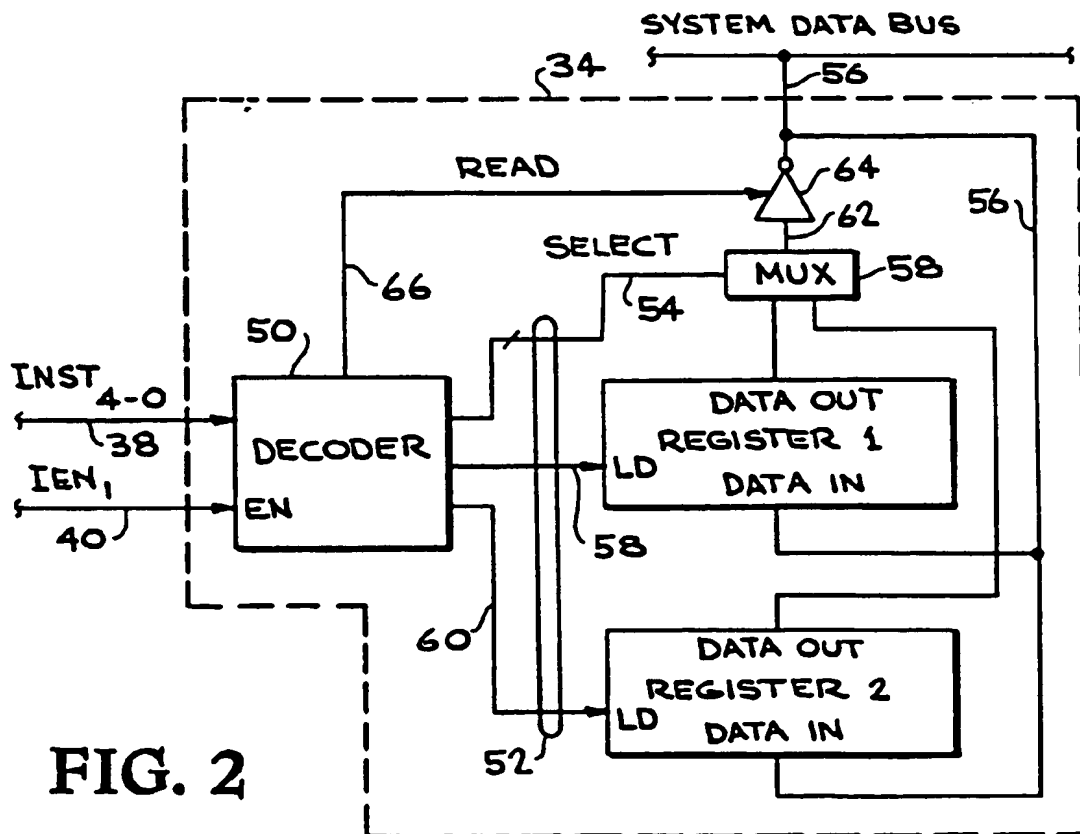 SYSTEM DATA BUS
56
34
READ
64
62
56
SELECT
MUX
58
54
66
50
INST 4-0
38
DECODER
IEN1
EN
40
DATA OUT
REGISTER 1
LD
DATA IN
58
60
DATA OUT
REGISTER 2
LD
DATA IN
52
FIG. 2